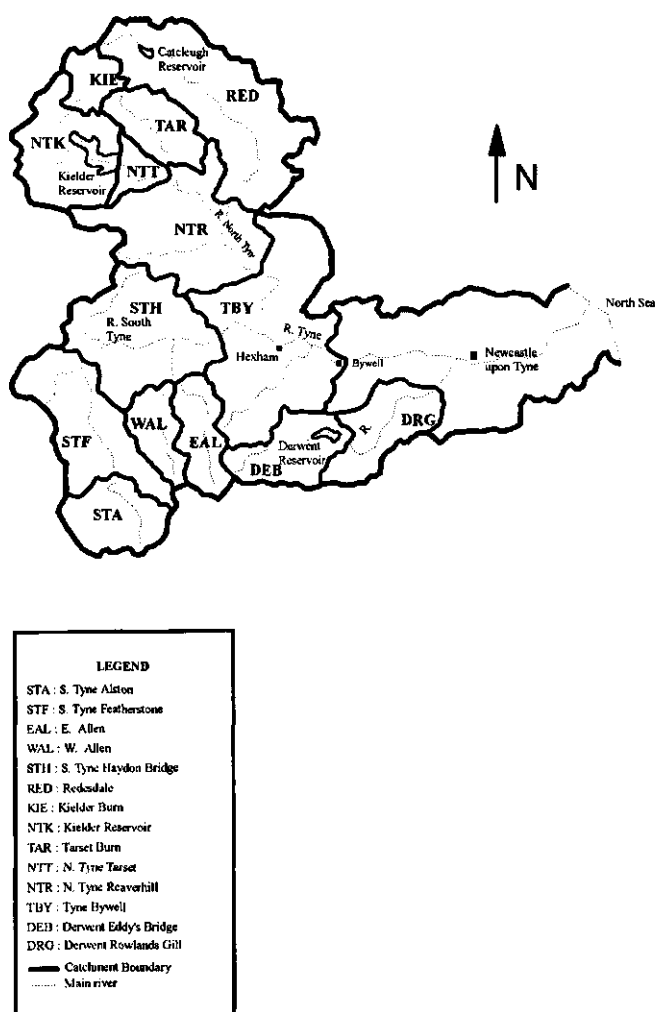 Catcleugh
Reservoir
KIE
RED
TAR
NTK
N
NTT
Kielder
Reservoir
R. North Tyne
NTR
STH
TBY
North Sea
R. South
Tyne
R. Tyne
Hexham
Bywell
Newcastle
upon Tyne
WAL
DRG
R.
STF
EAL
Derwent
Reservoir
DEB
STA
LEGEND
STA : S. Tyne Alston
STF : S. Tyne Featherstone
EAL : E. Allen
WAL : W. Allen
STH : S. Tyne Haydon Bridge
RED : Redesdale
KIE : Kielder Burn
NTK : Kielder Reservoir
TAR : Tarset Burn
NTT : N. Tyne Tarset
NTR : N. Tyne Reaverhill
TBY : Tyne Bywell
DEB : Derwent Eddy's Bridge
DRG : Derwent Rowlands Gill
Catchment Boundary
Main river